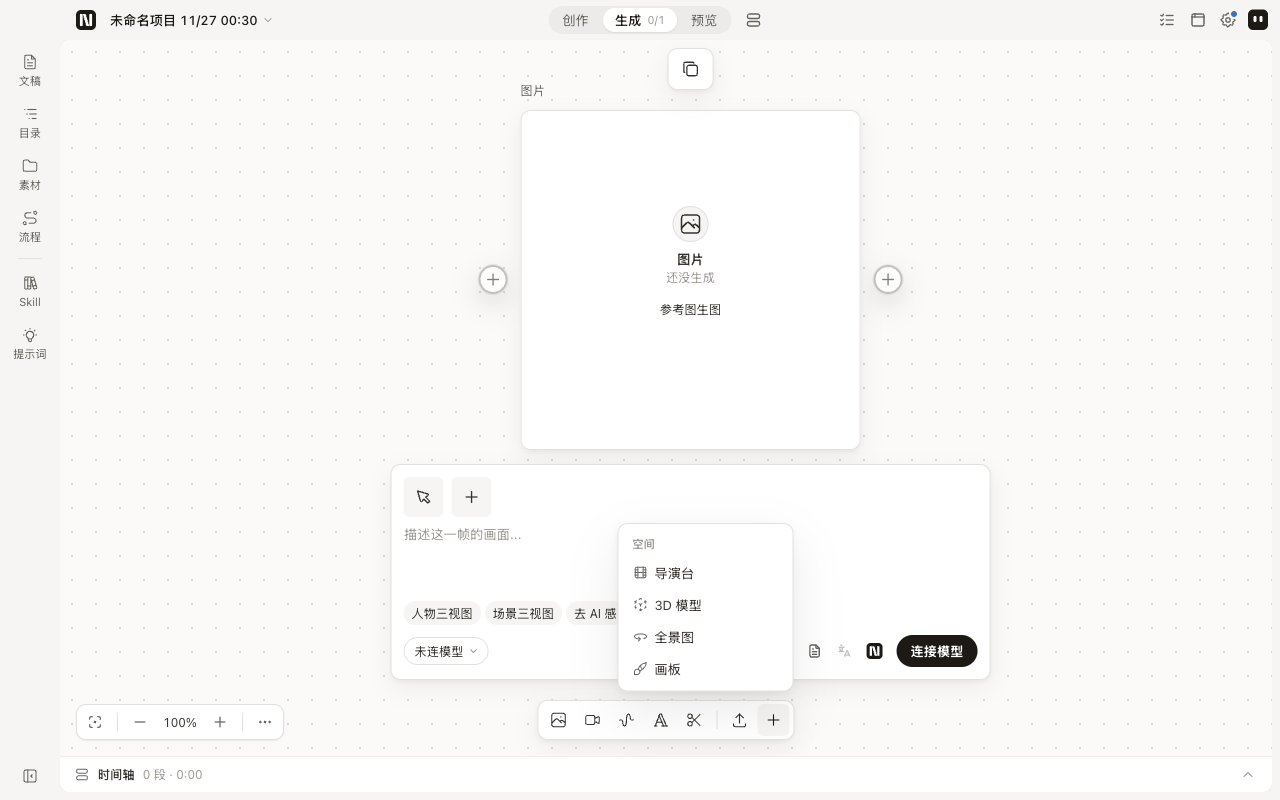 未命名项目 11/27 00:30
创作
生成 0/1
预览
文稿
目录
素材
流程
Skill
提示词
图片
图片
还没生成
参考图生图
描述这一帧的画面...
空间
导演台
3D 模型
全景图
画板
人物三视图
场景三视图
去 AI 感
未连模型
连接模型
100%
时间轴 0 段 · 0:00